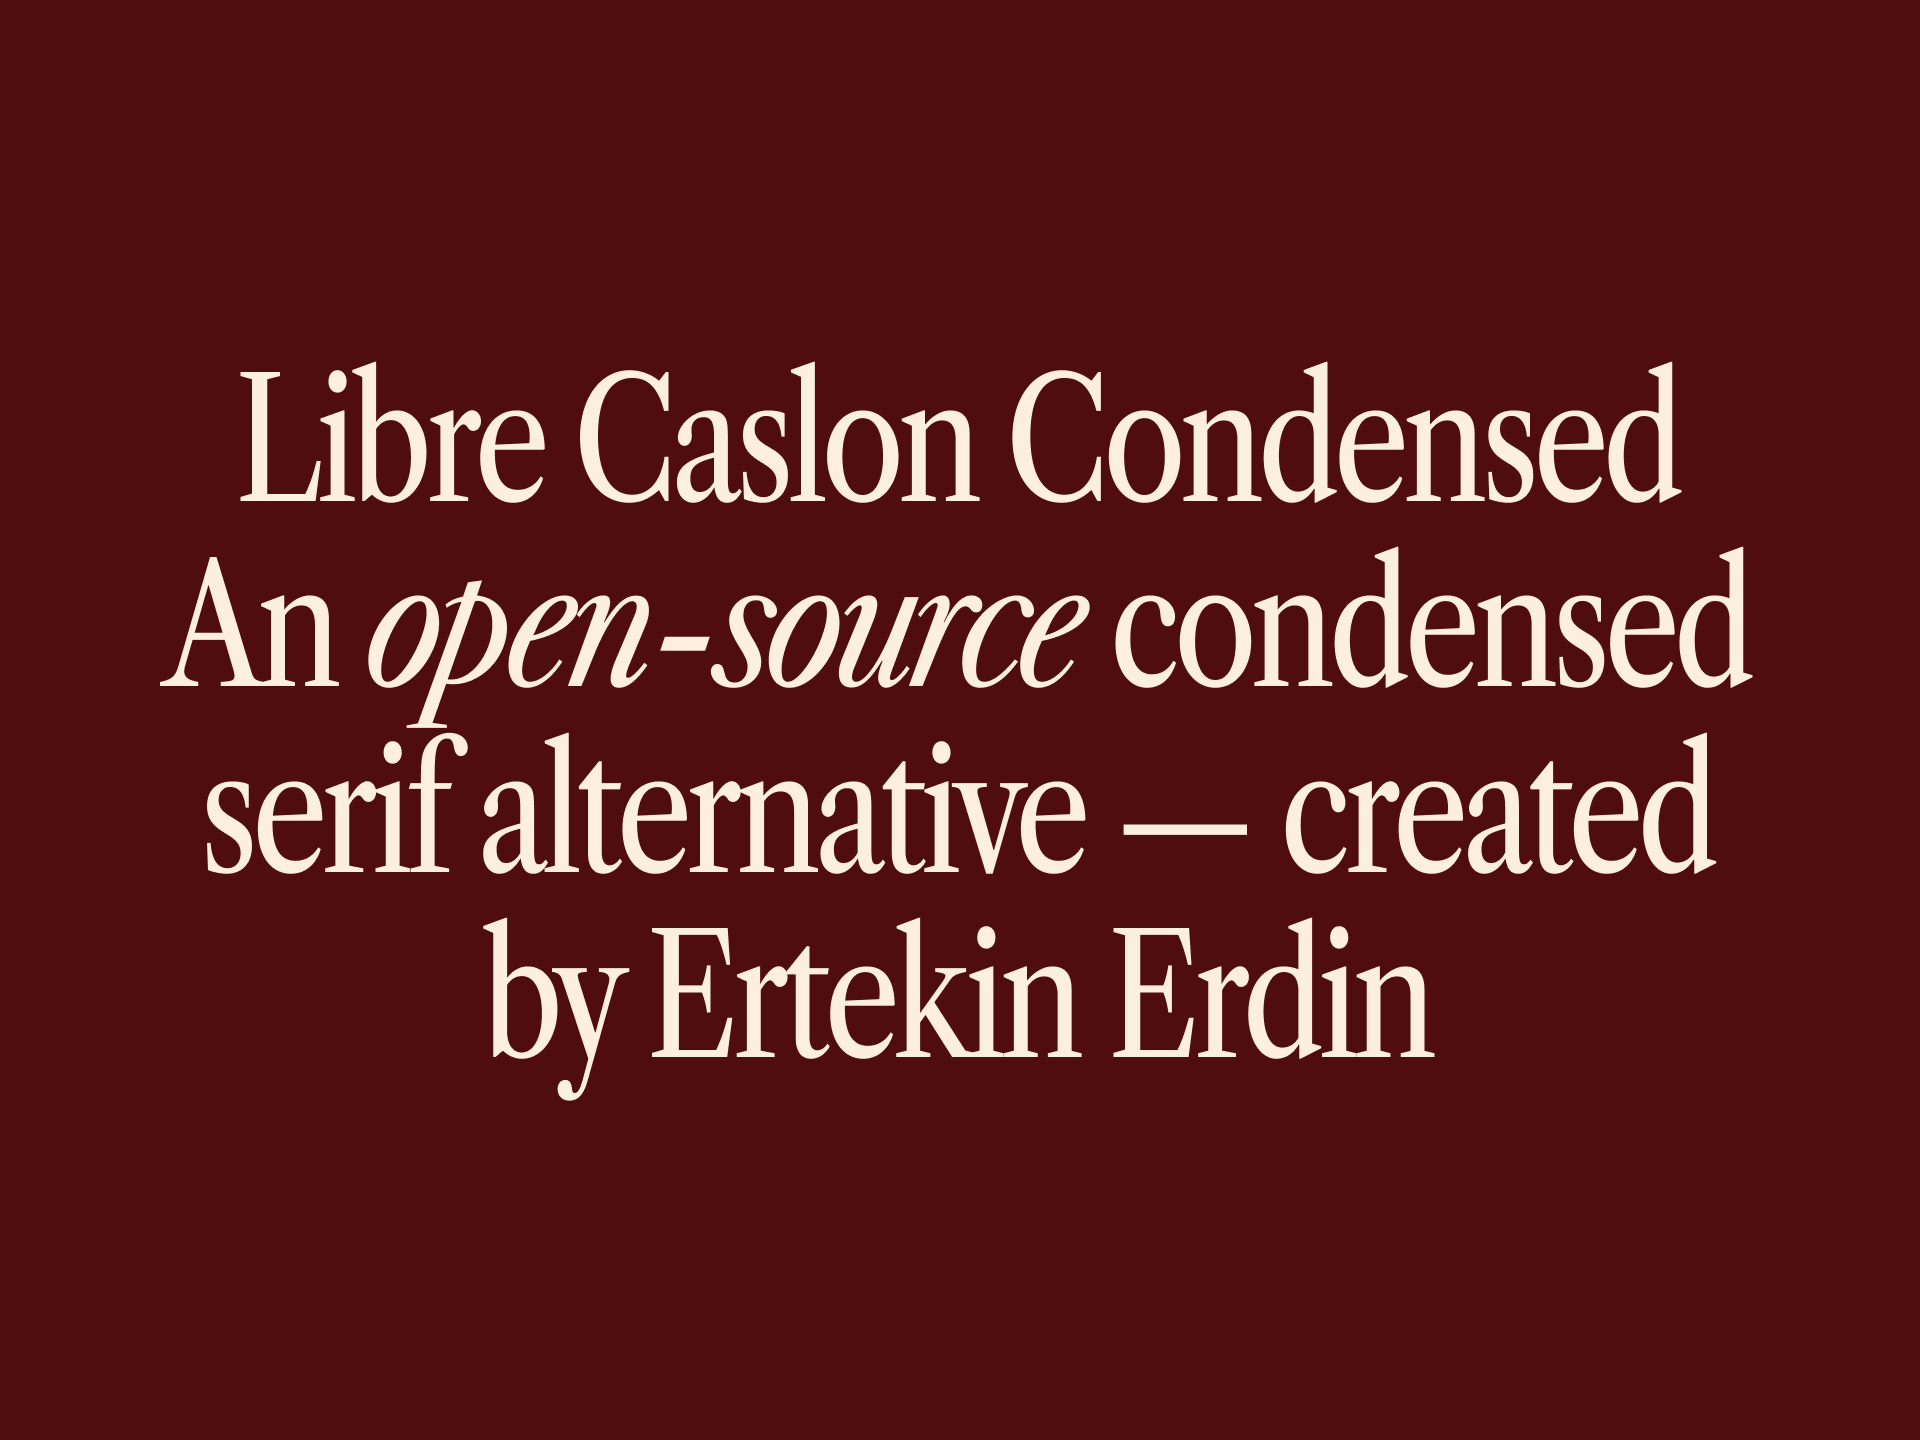 Libre Caslon Condensed
An open-source condensed
serif alternative — created
by Ertekin Erdin